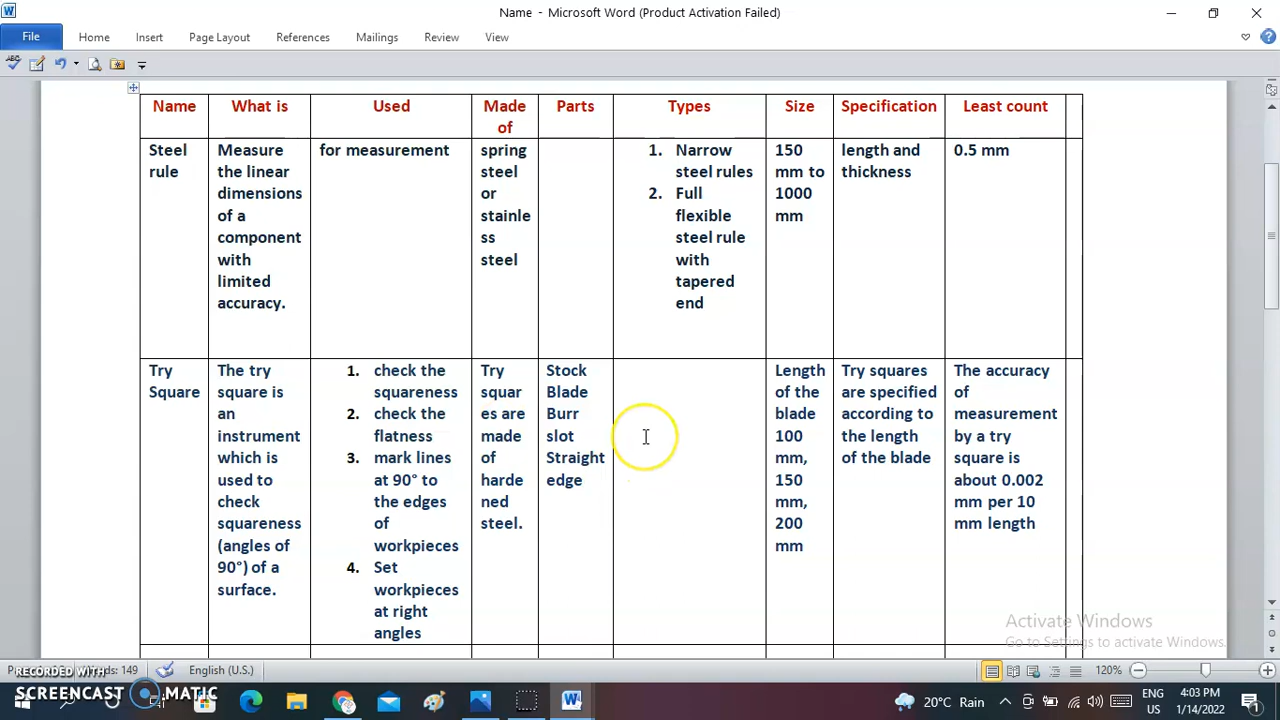 Name - Microsoft Word (Product Activation Failed)
File Home Insert Page Layout References Mailings Review View
Name What is Used Made of Parts Types Size Specification Least count
Steel
rule
Measure
the linear
dimensions
of a
component
with
limited
accuracy.
for measurement
spring
steel
or
stainle
ss
steel
1. Narrow
steel rules
2. Full
flexible
steel rule
with
tapered
end
150
mm to
1000
mm
length and
thickness
0.5 mm
Try
Square
The try
square is
an
instrument
which is
used to
check
squareness
(angles of
90°) of a
surface.
1. check the
squareness
2. check the
flatness
3. mark lines
at 90° to
the edges
of
workpieces
4. Set
workpieces
at right
angles
Try
squar
es are
made
of
harde
ned
steel.
Stock
Blade
Burr
slot
Straight
edge
Length
of the
blade
100
mm,
150
mm,
200
mm
Try squares
are specified
according to
the length
of the blade
The accuracy
of
measurement
by a try
square is
about 0.002
mm per 10
mm length
Activate Windows
Go to Settings to activate Windows.
149 English (U.S.) 120%
RECORDED WITH
SCREENCAST MATIC
20°C Rain
ENG
US
4:03 PM
1/14/2022